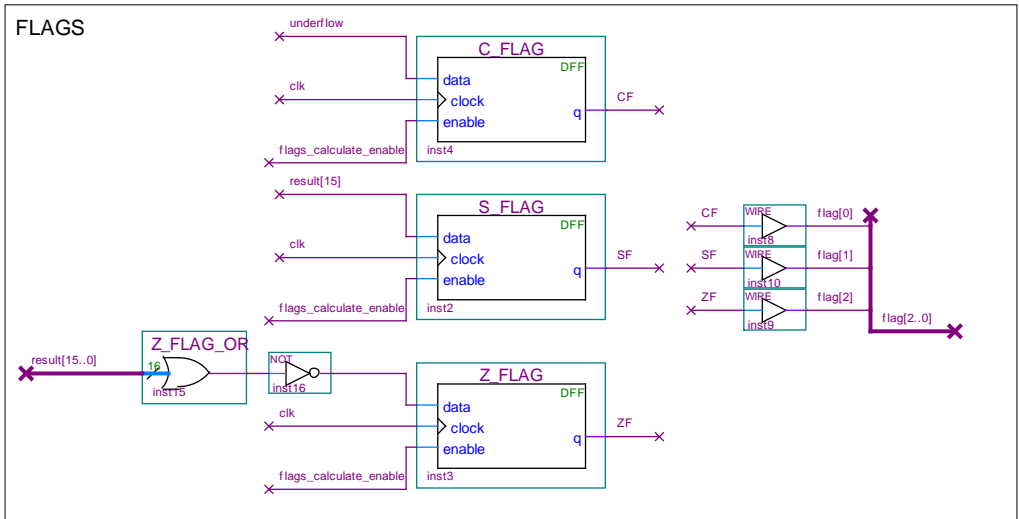 FLAGS
underflow
C_FLAG
DFF
data
clk
clock
CF
q
enable
flags_calculate_enable
inst4
result[15]
S_FLAG
DFF
data
clk
clock
SF
q
enable
flags_calculate_enable
inst2
CF
WIRE
flag[0]
inst8
SF
WIRE
flag[1]
inst10
ZF
WIRE
flag[2]
inst9
flag[2..0]
Z_FLAG_OR
result[15..0]
16
inst15
NOT
inst16
Z_FLAG
DFF
data
clk
clock
ZF
q
enable
flags_calculate_enable
inst3